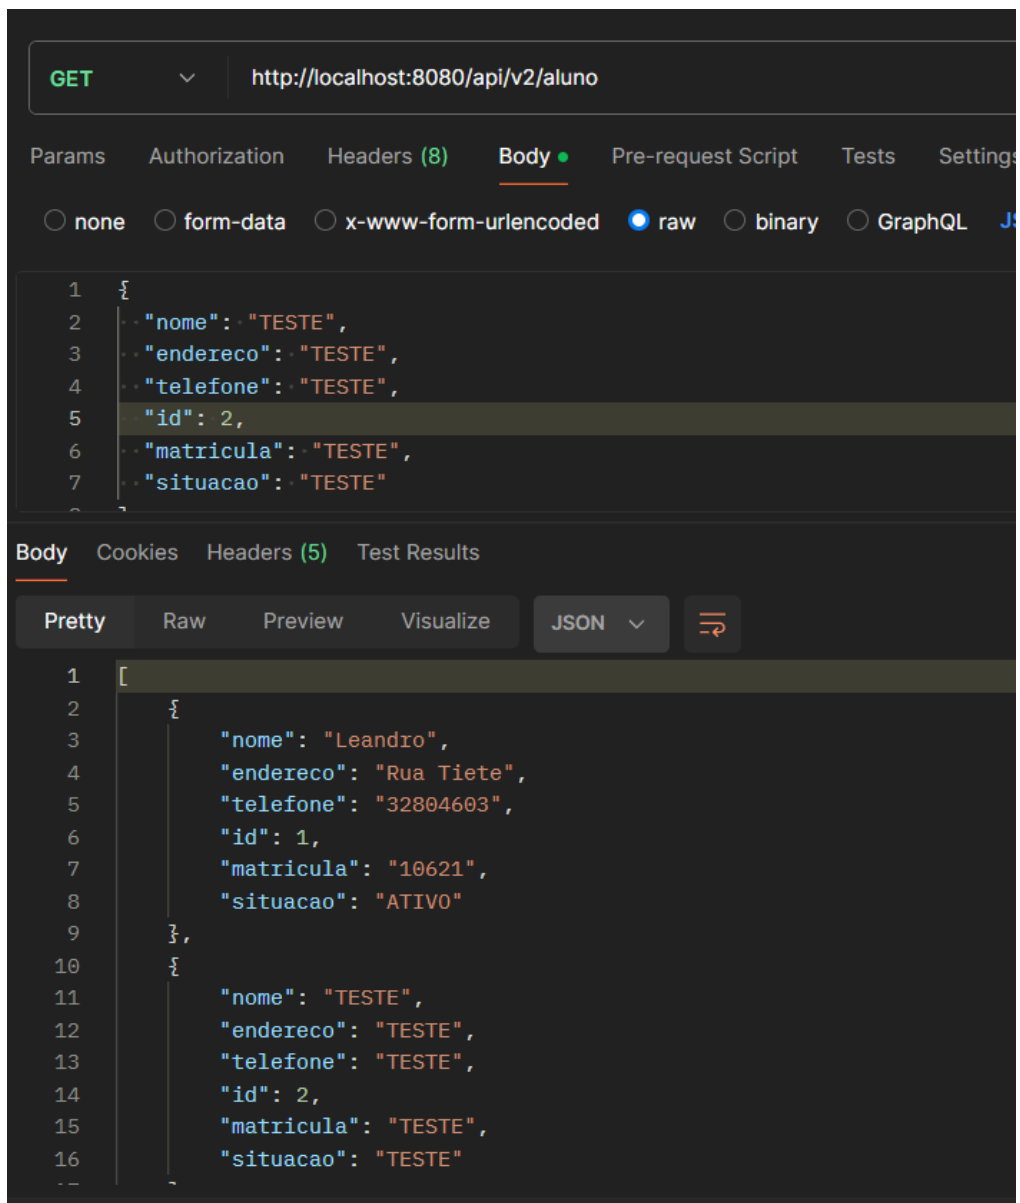 GET http://localhost:8080/api/v2/aluno
Params Authorization Headers (8) Body Pre-request Script Tests Settings
none form-data x-www-form-urlencoded raw binary GraphQL
1 {
2 "nome": "TESTE",
3 "endereco": "TESTE",
4 "telefone": "TESTE",
5 "id": 2,
6 "matricula": "TESTE",
7 "situacao": "TESTE"
Body Cookies Headers (5) Test Results
Pretty Raw Preview Visualize JSON
1 [
2 {
3 "nome": "Leandro",
4 "endereco": "Rua Tiete",
5 "telefone": "32804603",
6 "id": 1,
7 "matricula": "10621",
8 "situacao": "ATIVO"
9 },
10 {
11 "nome": "TESTE",
12 "endereco": "TESTE",
13 "telefone": "TESTE",
14 "id": 2,
15 "matricula": "TESTE",
16 "situacao": "TESTE"